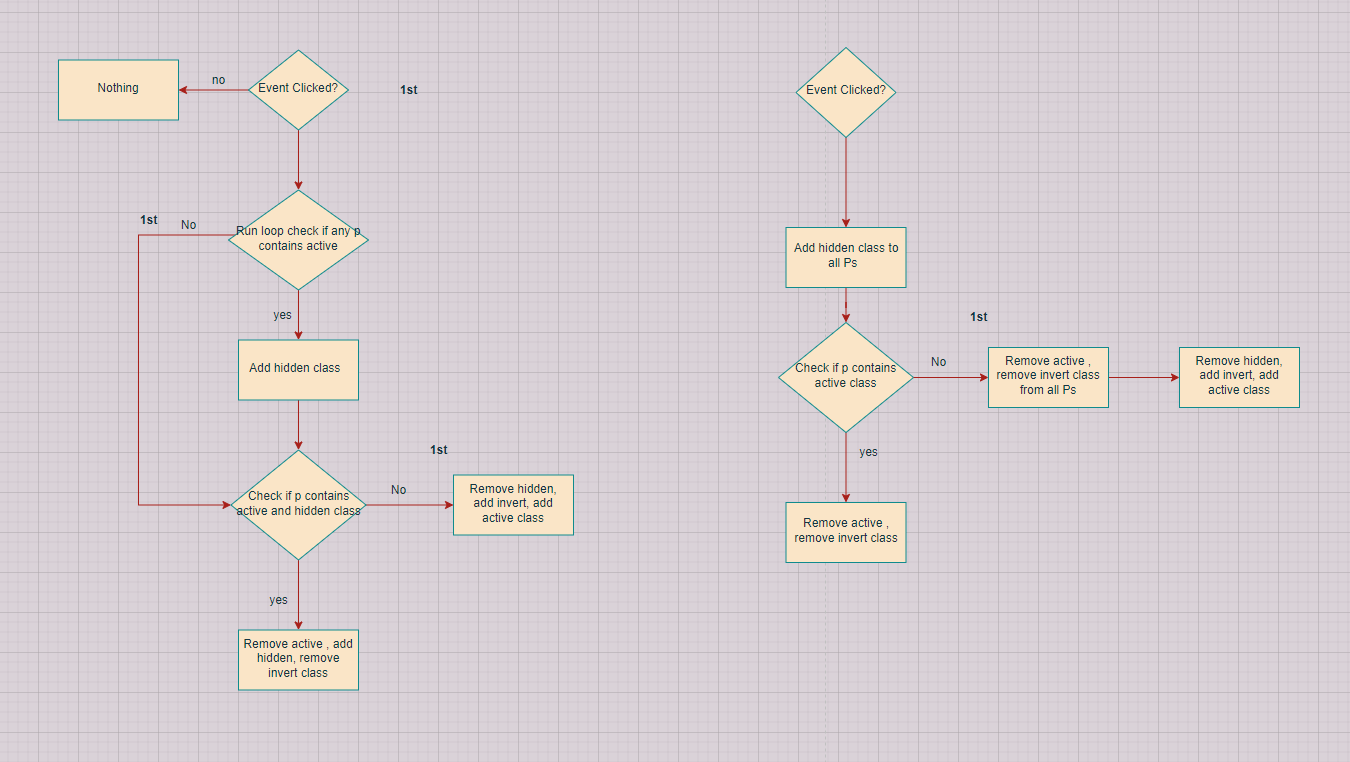 Nothing
no
Event Clicked?
1st
1st
No
Run loop check if any p
contains active
yes
Add hidden class
Check if p contains
active and hidden class
No
1st
Remove hidden,
add invert, add
active class
yes
Remove active , add
hidden, remove
invert class
Event Clicked?
Add hidden class to
all Ps
Check if p contains
active class
No
1st
Remove active ,
remove invert class
from all Ps
Remove hidden,
add invert, add
active class
yes
Remove active ,
remove invert class